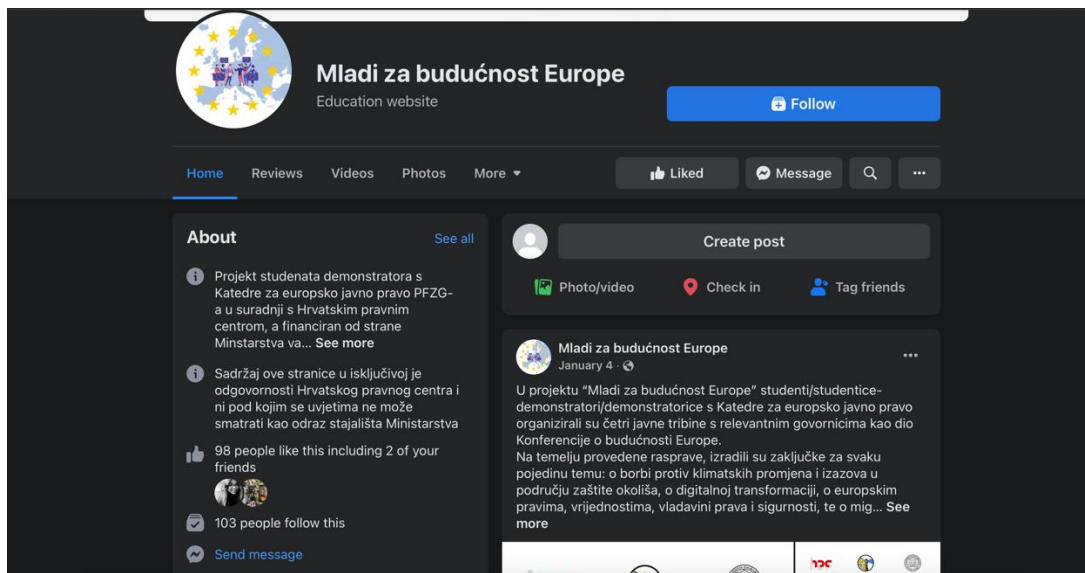 Mladi za budućnost Europe
Education website
Follow
Home
Reviews
Videos
Photos
More
Liked
Message
About
See all
Projekt studenata demonstratora s
Katedre za europsko javno pravo PFZG-
a u suradnji s Hrvatskim pravnim
centrom, a financiran od strane
Minstarstva va... See more
Sadržaj ove stranice u isključivoj je
odgovornosti Hrvatskog pravnog centra i
ni pod kojim se uvjetima ne može
smatrati kao odraz stajališta Ministarstva
98 people like this including 2 of your
friends
103 people follow this
Send message
Create post
Photo/video
Check in
Tag friends
Mladi za budućnost Europe
January 4 ·
U projektu "Mladi za budućnost Europe" studenti/studentice-
demonstratori/demonstratorice s Katedre za europsko javno pravo
organizirali su četri javne tribine s relevantnim govornicima kao dio
Konferencije o budućnosti Europe.
Na temelju provedene rasprave, izradili su zaključke za svaku
pojedinu temu: o borbi protiv klimatskih promjena i izazova u
području zaštite okoliša, o digitalnoj transformaciji, o europskim
pravima, vrijednostima, vladavini prava i sigurnosti, te o mig... See
more